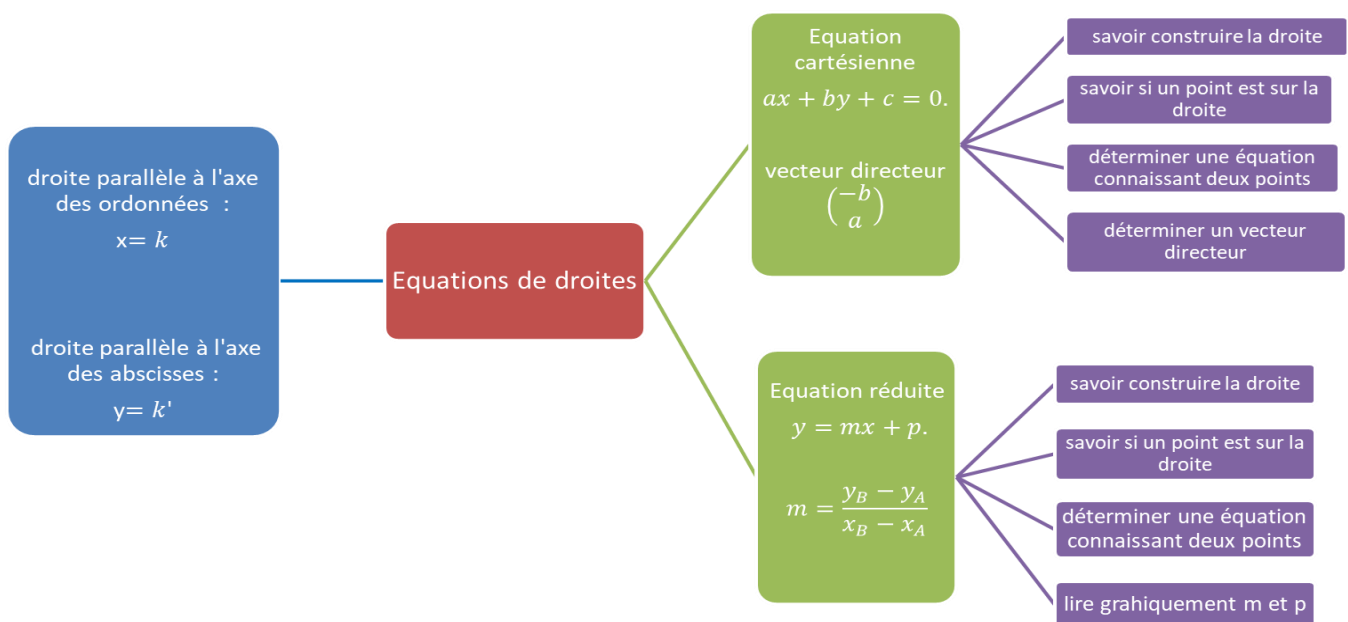 droite parallèle à l'axe
des ordonnées :
x= k
droite parallèle à l'axe
des abscisses :
y= k'
Equations de droites
Equation
cartésienne
ax + by + c = 0.
vecteur directeur
(-b
a)
savoir construire la droite
savoir si un point est sur la
droite
déterminer une équation
connaissant deux points
déterminer un vecteur
directeur
Equation réduite
y = mx + p.
m = \frac{y_B - y_A}{x_B - x_A}
savoir construire la droite
savoir si un point est sur la
droite
déterminer une équation
connaissant deux points
lire grahiquement m et p